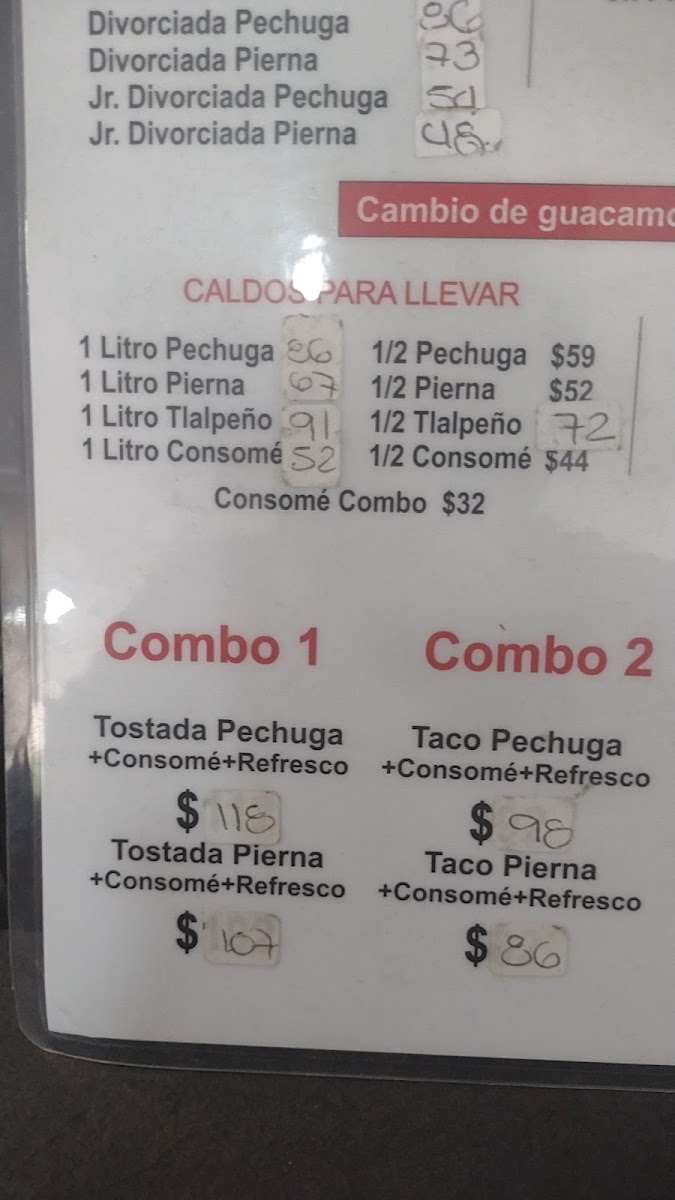 Divorciada Pechuga 86
Divorciada Pierna 73
Jr. Divorciada Pechuga 54
Jr. Divorciada Pierna 48
Cambio de
CALDOS PARA LLEVAR
1 Litro Pechuga 86 1/2 Pechuga $59
1 Litro Pierna 67 1/2 Pierna $52
1 Litro Tlalpeño 91 1/2 Tlalpeño 72
1 Litro Consomé 52 1/2 Consomé $44
Consomé Combo $32
Combo 1
Tostada Pechuga
+Consomé+Refresco
$ 118
Tostada Pierna
+Consomé+Refresco
$ 107
Combo 2
Taco Pechuga
+Consomé+Refresco
$ 98
Taco Pierna
+Consomé+Refresco
$ 86